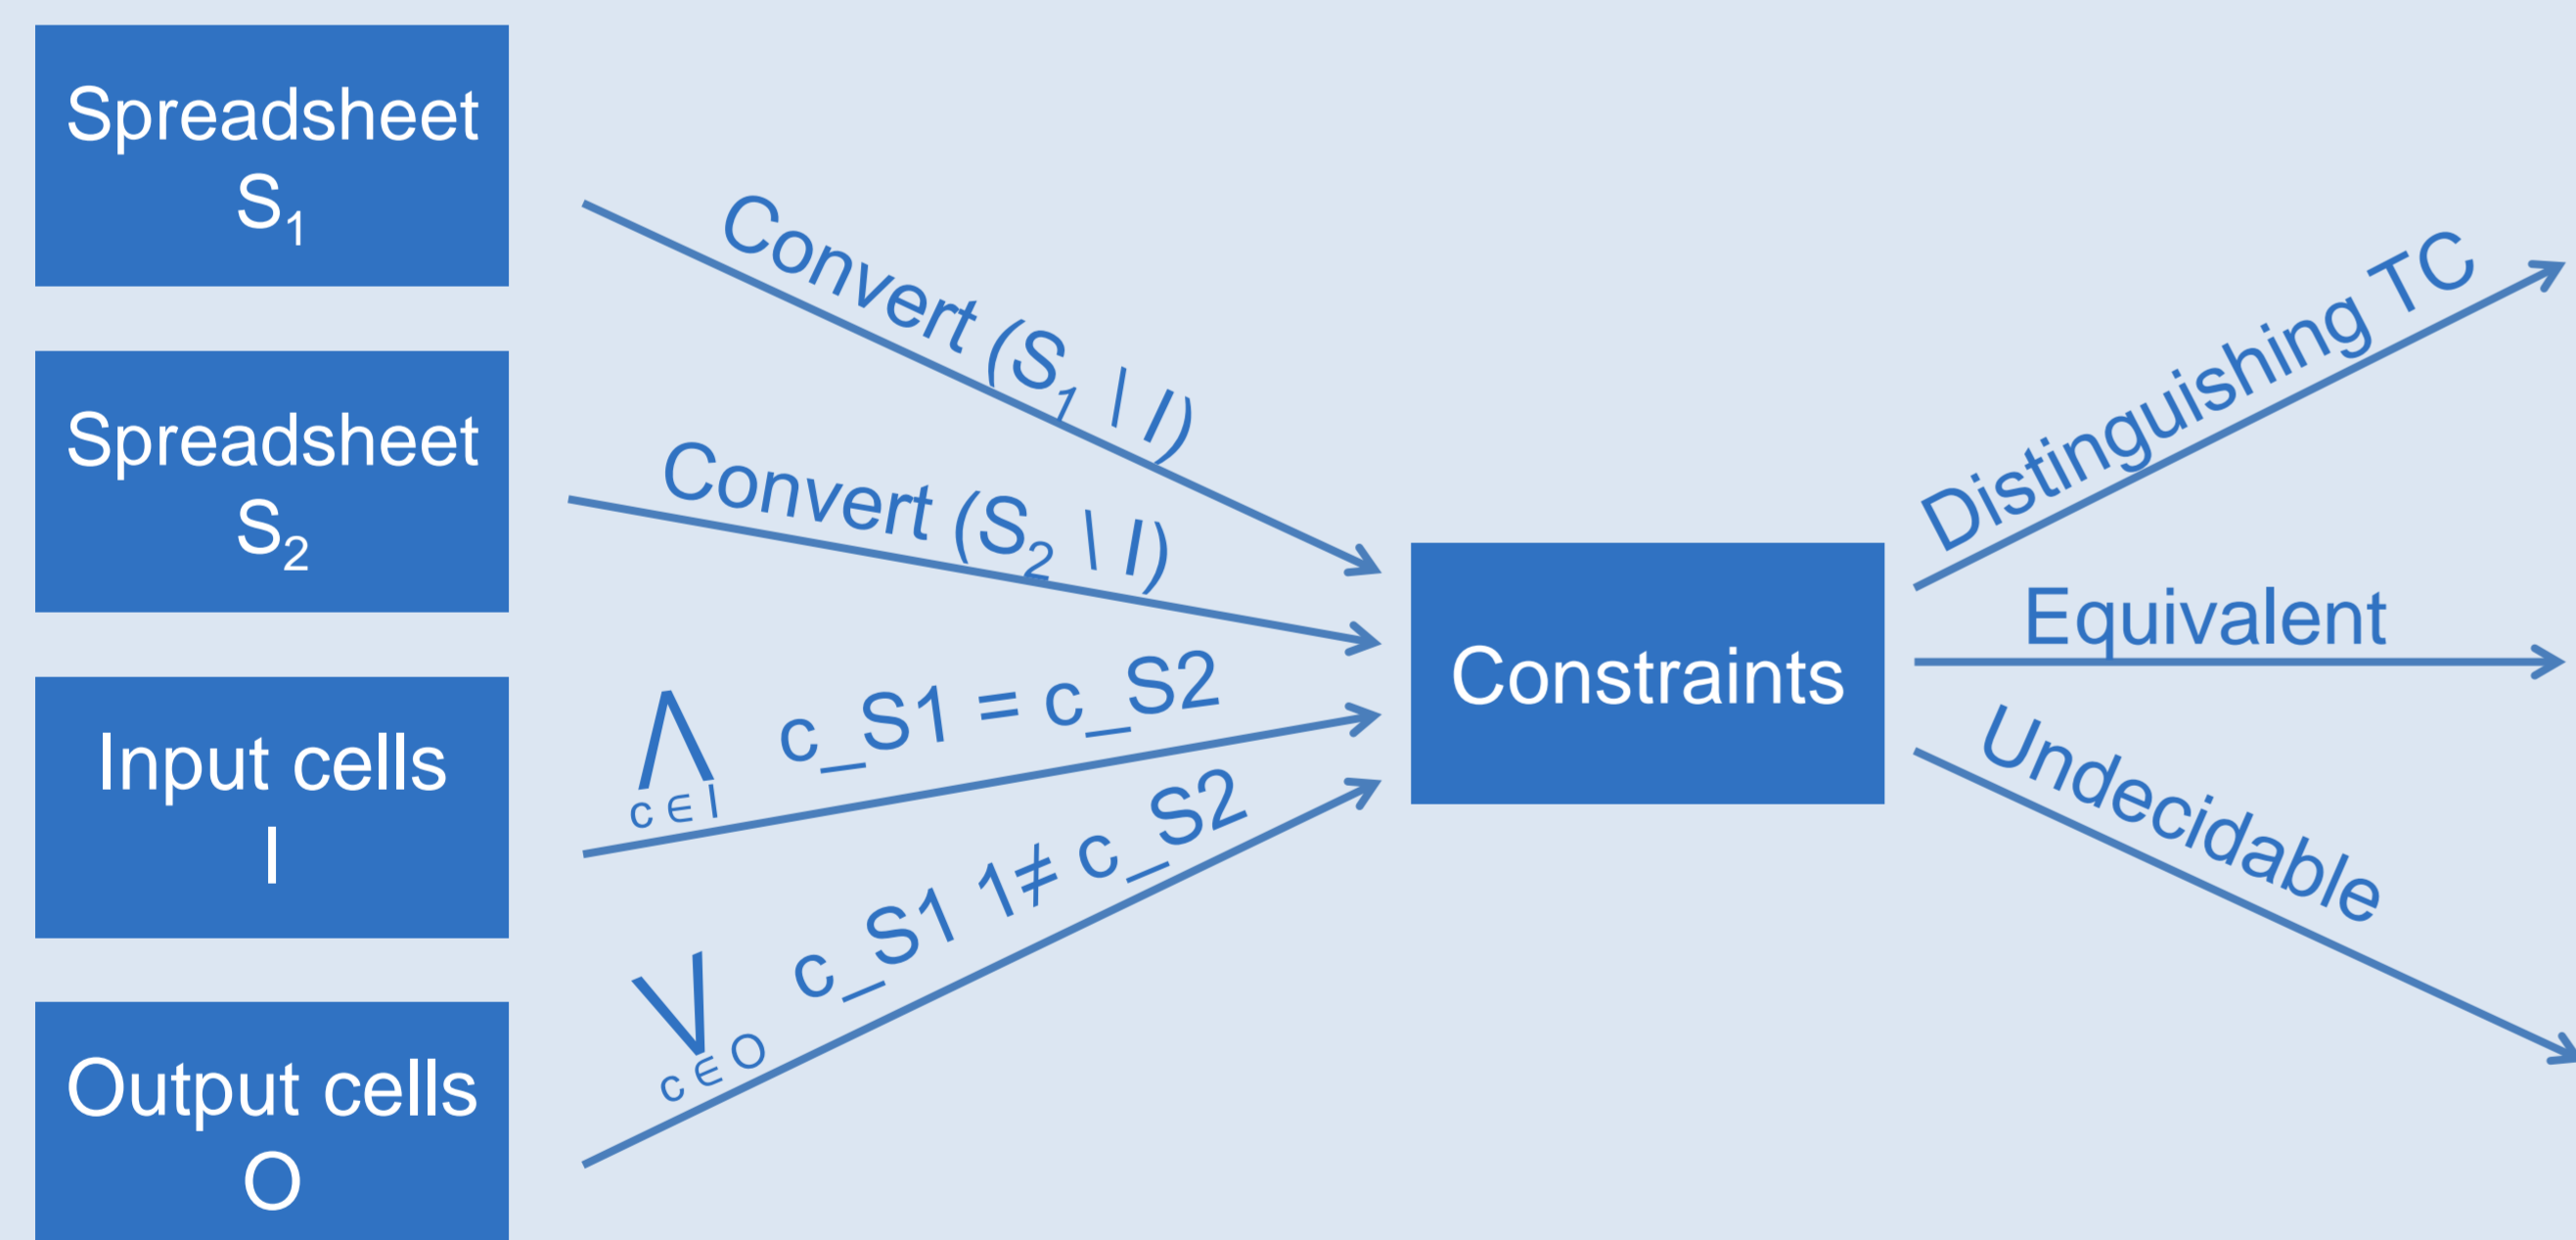 Spreadsheet
S₁
Spreadsheet
S₂
Input cells
I
Output cells
O
Convert (S₁ \ I)
Convert (S₂ \ I)
⋀ c_S1 = c_S2
c ∈ I
⋁ c_S1 1≠ c_S2
c ∈ O
Constraints
Distinguishing TC
Equivalent
Undecidable